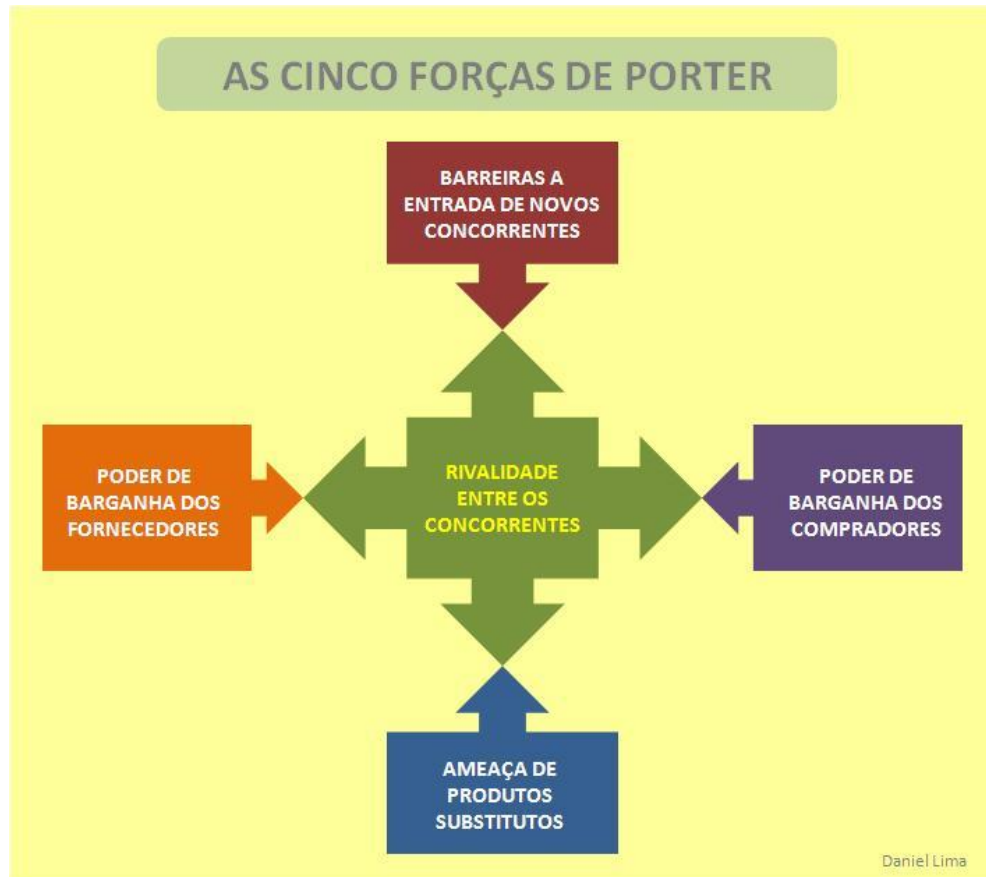 AS CINCO FORÇAS DE PORTER
BARREIRAS A
ENTRADA DE NOVOS
CONCORRENTES
PODER DE
BARGANHA DOS
FORNECEDORES
RIVALIDADE
ENTRE OS
CONCORRENTES
PODER DE
BARGANHA DOS
COMPRADORES
AMEAÇA DE
PRODUTOS
SUBSTITUTOS
Daniel Lima